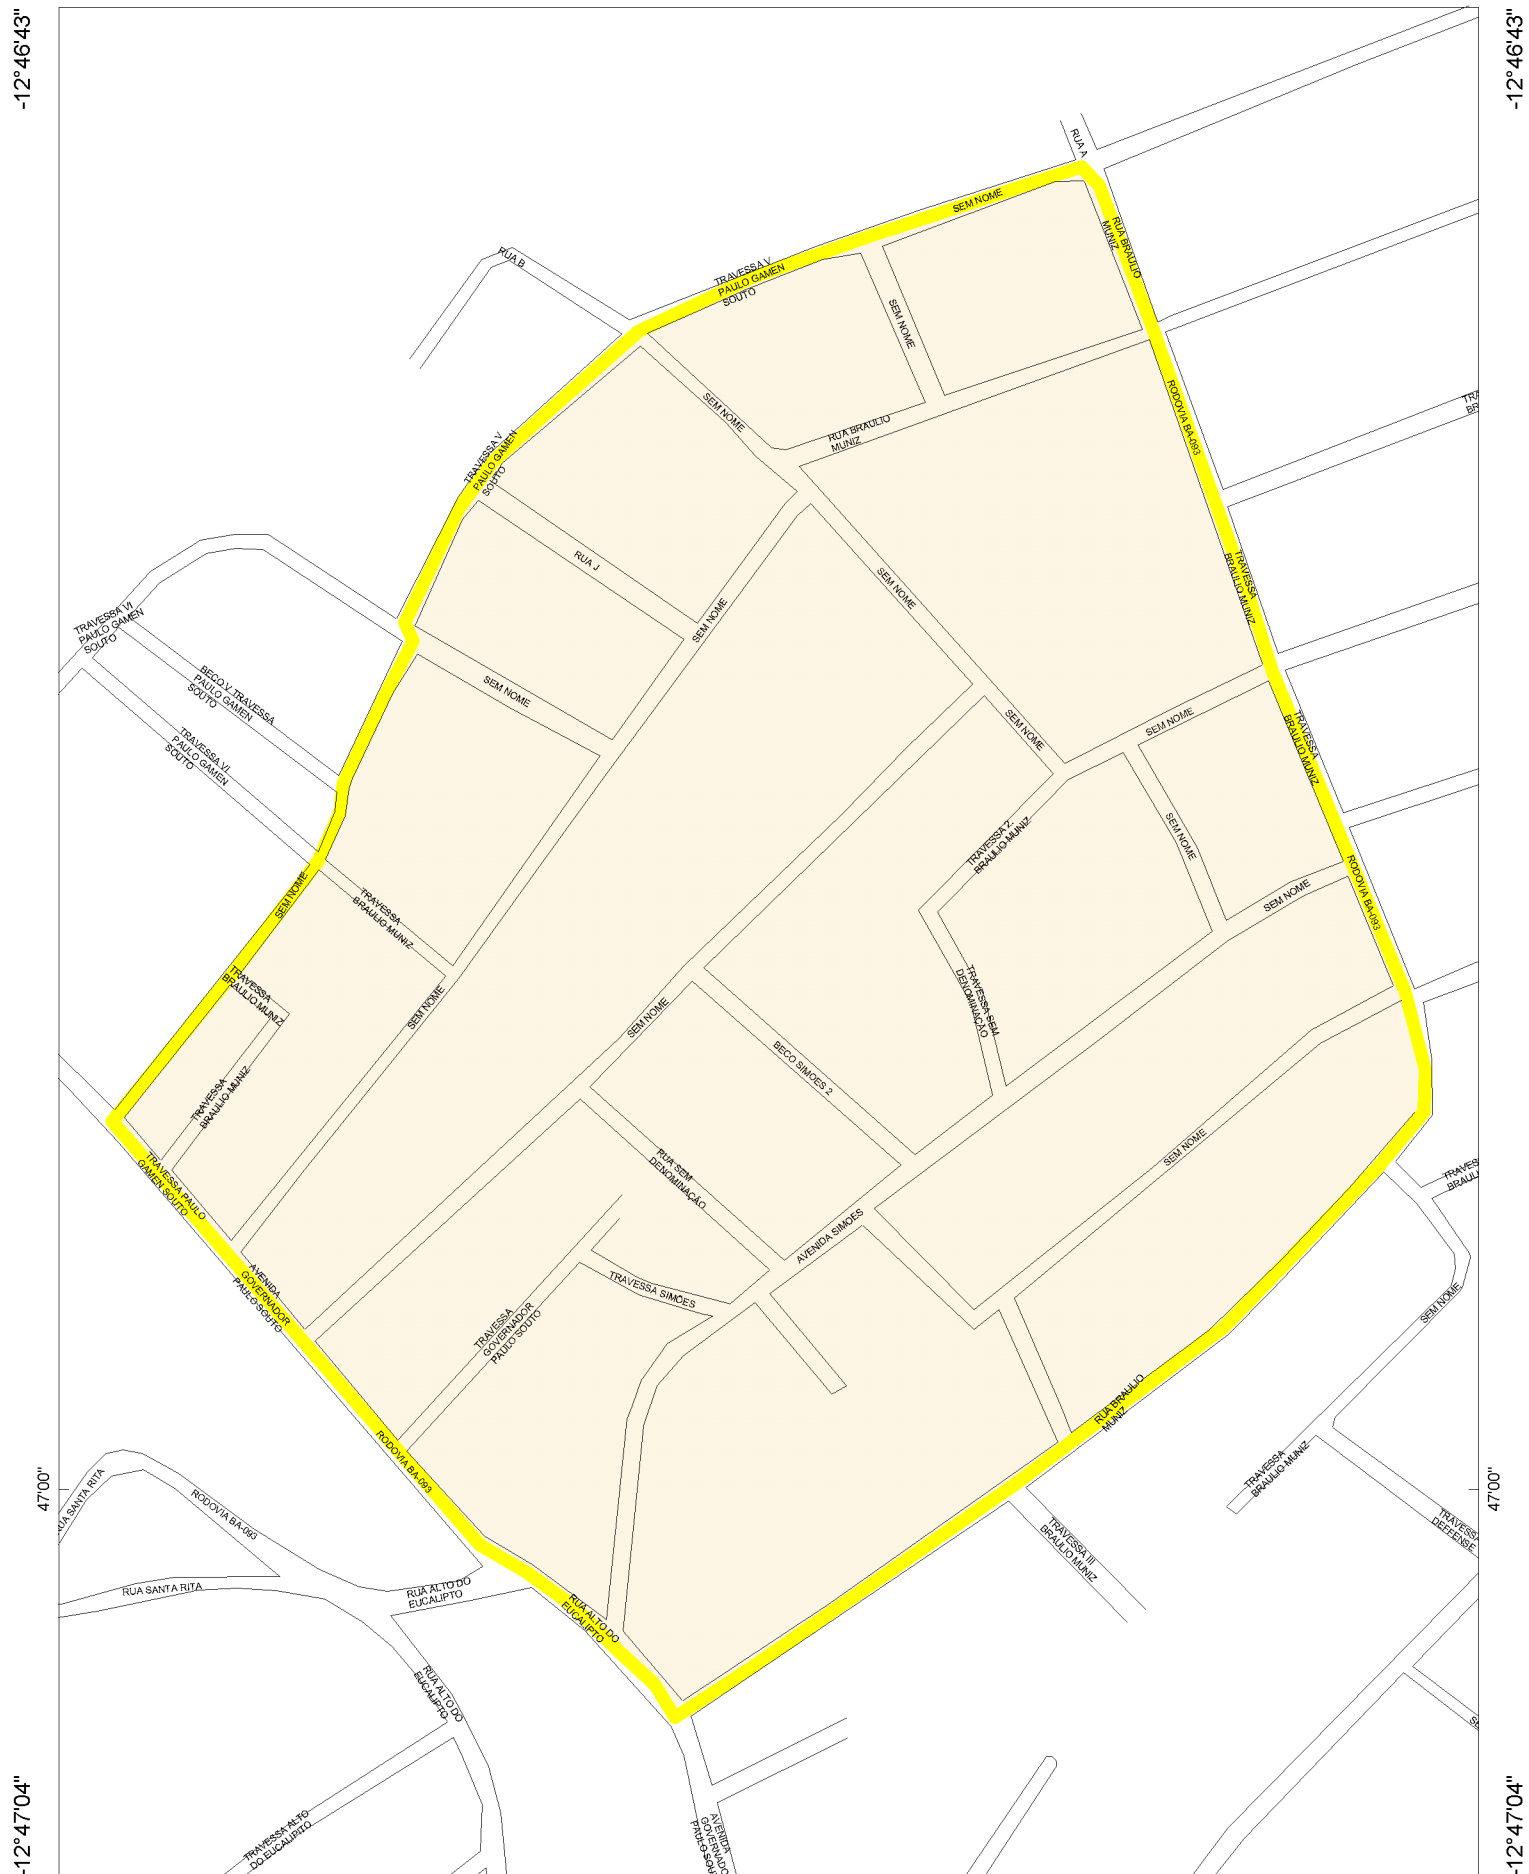 -12°46'43"
-12°46'43"
RUA A
SEM NOME
RUA BRAULIO
MUNIZ
RUA B
TRAVESSA V
PAULO GAMEN
SOUTO
SEM NOME
RODOVIA BA-093
SEM NOME
RUA BRAULIO
MUNIZ
TRAVESSA V
PAULO GAMEN
SOUTO
RUA J
SEM NOME
TRAVESSA
BRAULIO MUNIZ
SEM NOME
TRAVESSA VI
PAULO GAMEN
SOUTO
BECO V TRAVESSA
PAULO GAMEN
SOUTO
SEM NOME
SEM NOME
SEM NOME
TRAVESSA
BRAULIO MUNIZ
TRAVESSA VI
PAULO GAMEN
SOUTO
TRAVESSA 2
BRAULIO MUNIZ
SEM NOME
SEM NOME
RODOVIA BA-093
SEM NOME
TRAVESSA
BRAULIO MUNIZ
TRAVESSA
BRAULIO MUNIZ
SEM NOME
SEM NOME
TRAVESSA SEM
DENOMINAÇÃO
BECO SIMOES 2
TRAVESSA
BRAULIO MUNIZ
SEM NOME
TRAVESSA PAULO
GAMEN SOUTO
RUA SEM
DENOMINAÇÃO
AVENIDA SIMOES
AVENIDA
GOVERNADOR
PAULO SOUTO
TRAVESSA SIMÕES
TRAVESSA
GOVERNADOR
PAULO SOUTO
SEM NOME
RUA BRAULIO
MUNIZ
RODOVIA BA-093
TRAVESSA
BRAULIO MUNIZ
47'00"
47'00"
RUA SANTA RITA
RODOVIA BA-093
TRAVESSA
DEFFENSE
TRAVESSA III
BRAULIO MUNIZ
RUA SANTA RITA
RUA ALTO DO
EUCALIPTO
RUA ALTO DO
EUCALIPTO
RUA ALTO DO
EUCALIPTO
TRAVESSA ALTO
DO EUCALIPITO
AVENIDA
GOVERNADO
PAULO SOUT
-12°47'04"
-12°47'04"